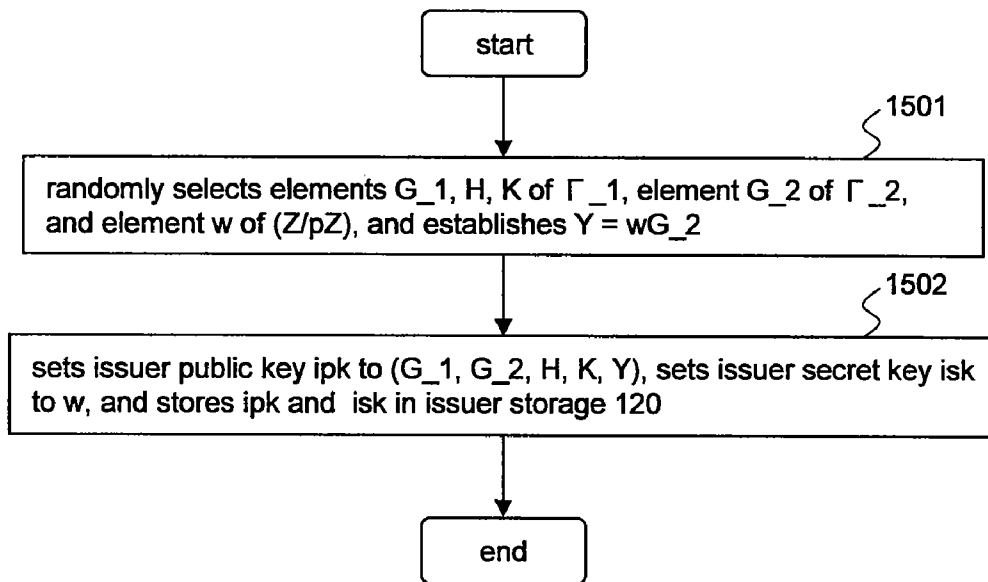 start
1501
randomly selects elements G_1, H, K of Γ_1, element G_2 of Γ_2,
and element w of (Z/pZ), and establishes Y = wG_2
1502
sets issuer public key ipk to (G_1, G_2, H, K, Y), sets issuer secret key isk
to w, and stores ipk and isk in issuer storage 120
end